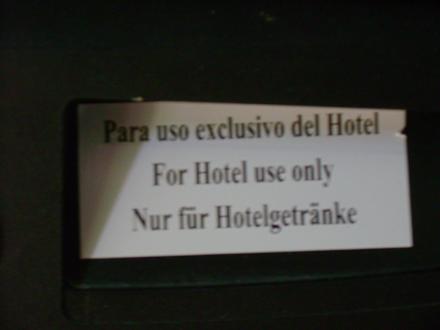 Para uso exclusivo del Hotel
For Hotel use only
Nur für Hotelgetränke